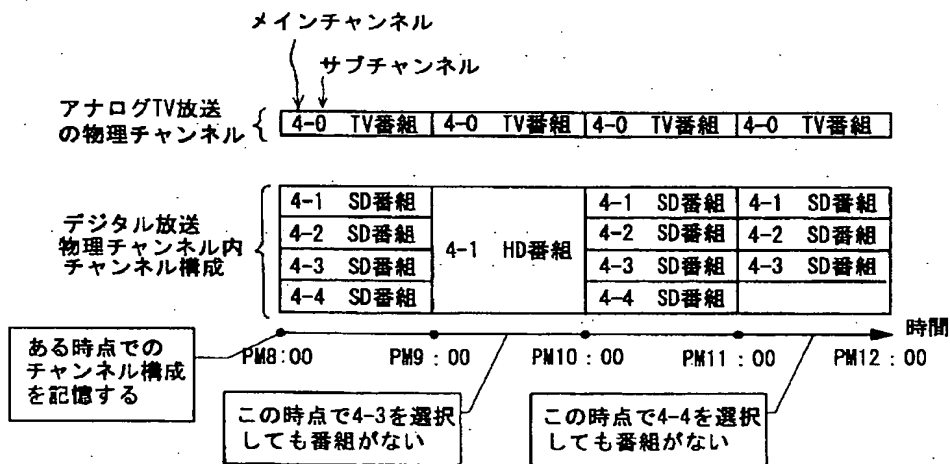 メインチャンネル
サブチャンネル
アナログTV放送
の物理チャンネル
4-0 TV番組 4-0 TV番組 4-0 TV番組 4-0 TV番組
デジタル放送
物理チャンネル内
チャンネル構成
4-1 SD番組 4-1 SD番組 4-1 SD番組
4-2 SD番組 4-2 SD番組 4-2 SD番組
4-1 HD番組
4-3 SD番組 4-3 SD番組 4-3 SD番組
4-4 SD番組 4-4 SD番組
時間
PM8:00 PM9:00 PM10:00 PM11:00 PM12:00
ある時点での
チャンネル構成
を記憶する
この時点で4-3を選択
しても番組がない
この時点で4-4を選択
しても番組がない